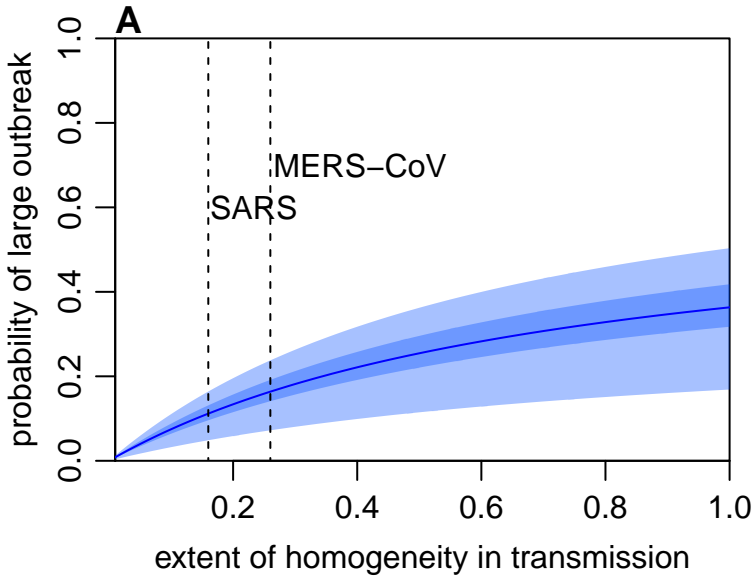 A
1.0
0.8
0.6
0.4
0.2
0.0
probability of large outbreak
MERS−CoV
SARS
0.2 0.4 0.6 0.8 1.0
extent of homogeneity in transmission